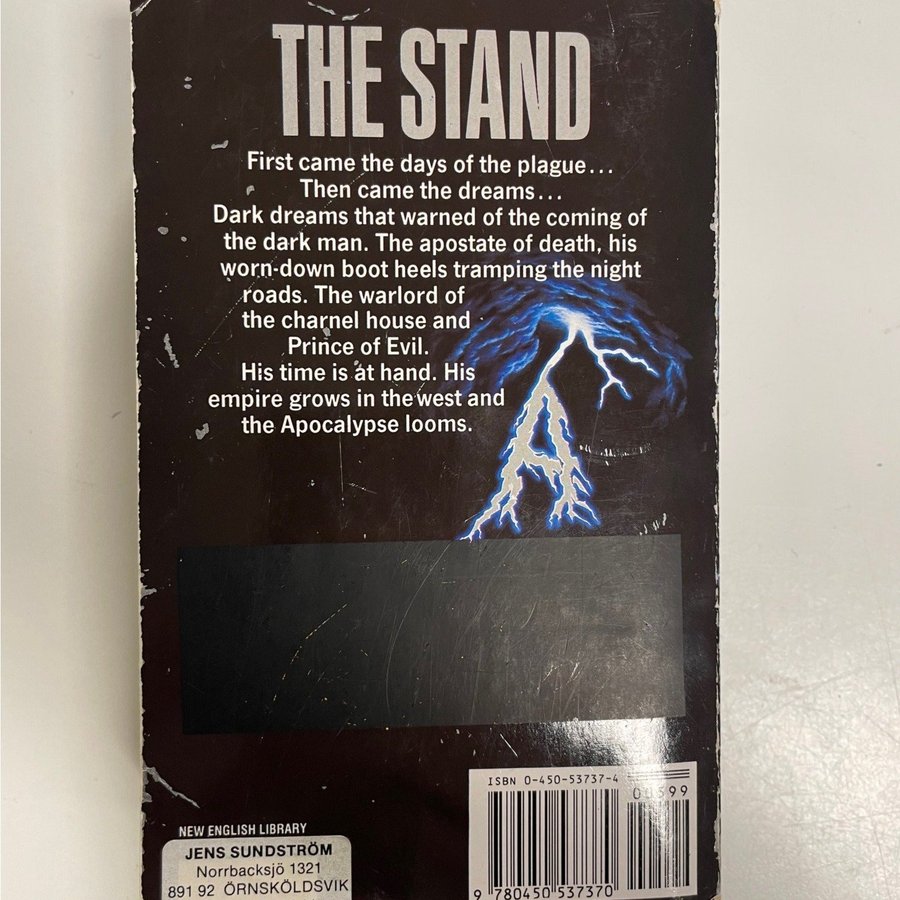 THE STAND
First came the days of the plague...
Then came the dreams...
Dark dreams that warned of the coming of
the dark man. The apostate of death, his
worn-down boot heels tramping the night
roads. The warlord of
the charnel house and
Prince of Evil.
His time is at hand. His
empire grows in the west and
the Apocalypse looms.
A
ISBN 0-450-53737-4
00399
9 780450 537370
NEW ENGLISH LIBRARY
JENS SUNDSTRÖM
Norrbacksjö 1321
891 92 ÖRNSKÖLDSVIK